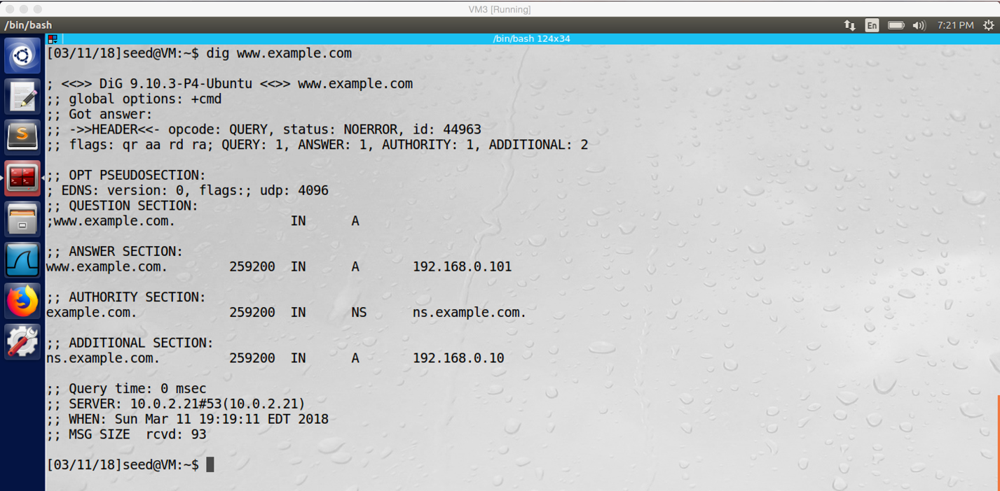 VM3 [Running]
/bin/bash
En
7:21 PM
/bin/bash 124x34
[03/11/18]seed@VM:~$ dig www.example.com
; <<>> DiG 9.10.3-P4-Ubuntu <<>> www.example.com
;; global options: +cmd
;; Got answer:
;; ->>HEADER<<- opcode: QUERY, status: NOERROR, id: 44963
;; flags: qr aa rd ra; QUERY: 1, ANSWER: 1, AUTHORITY: 1, ADDITIONAL: 2
;; OPT PSEUDOSECTION:
; EDNS: version: 0, flags:; udp: 4096
;; QUESTION SECTION:
;www.example.com. IN A
;; ANSWER SECTION:
www.example.com. 259200 IN A 192.168.0.101
;; AUTHORITY SECTION:
example.com. 259200 IN NS ns.example.com.
;; ADDITIONAL SECTION:
ns.example.com. 259200 IN A 192.168.0.10
;; Query time: 0 msec
;; SERVER: 10.0.2.21#53(10.0.2.21)
;; WHEN: Sun Mar 11 19:19:11 EDT 2018
;; MSG SIZE rcvd: 93
[03/11/18]seed@VM:~$